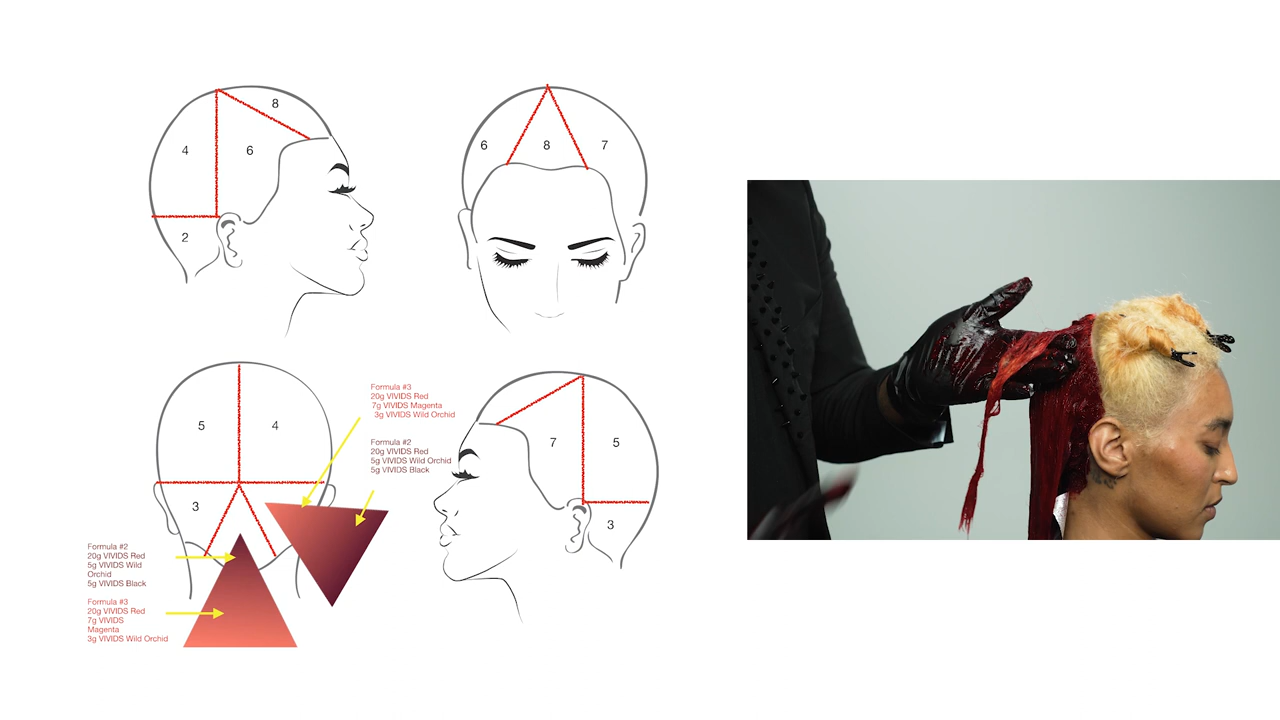 8
4
6
2
6
8
7
5
4
3
Formula #3
20g VIVIDS Red
7g VIVIDS Magenta
3g VIVIDS Wild Orchid
Formula #2
20g VIVIDS Red
5g VIVIDS Wild Orchid
5g VIVIDS Black
7
5
3
Formula #2
20g VIVIDS Red
5g VIVIDS Wild
Orchid
5g VIVIDS Black
Formula #3
20g VIVIDS Red
7g VIVIDS
Magenta
3g VIVIDS Wild Orchid